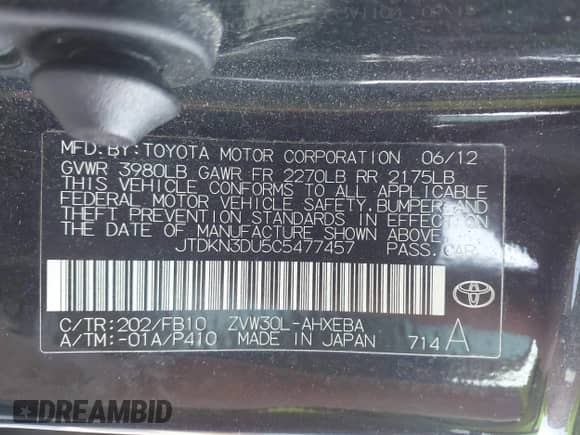 MFD. BY: TOYOTA MOTOR CORPORATION 06/12
GVWR 3980LB GAWR FR 2270LB RR 2175LB
THIS VEHICLE CONFORMS TO ALL APPLICABLE
FEDERAL MOTOR VEHICLE SAFETY, BUMPER, AND
THEFT PREVENTION STANDARDS IN EFFECT ON
THE DATE OF MANUFACTURE SHOWN ABOVE.
JTDKN3DU5C5477457 PASS. CAR
C/TR:202/FB10 ZVW30L-AHXEBA
A/TM:-01A/P410 MADE IN JAPAN 714 A
DREAMBID